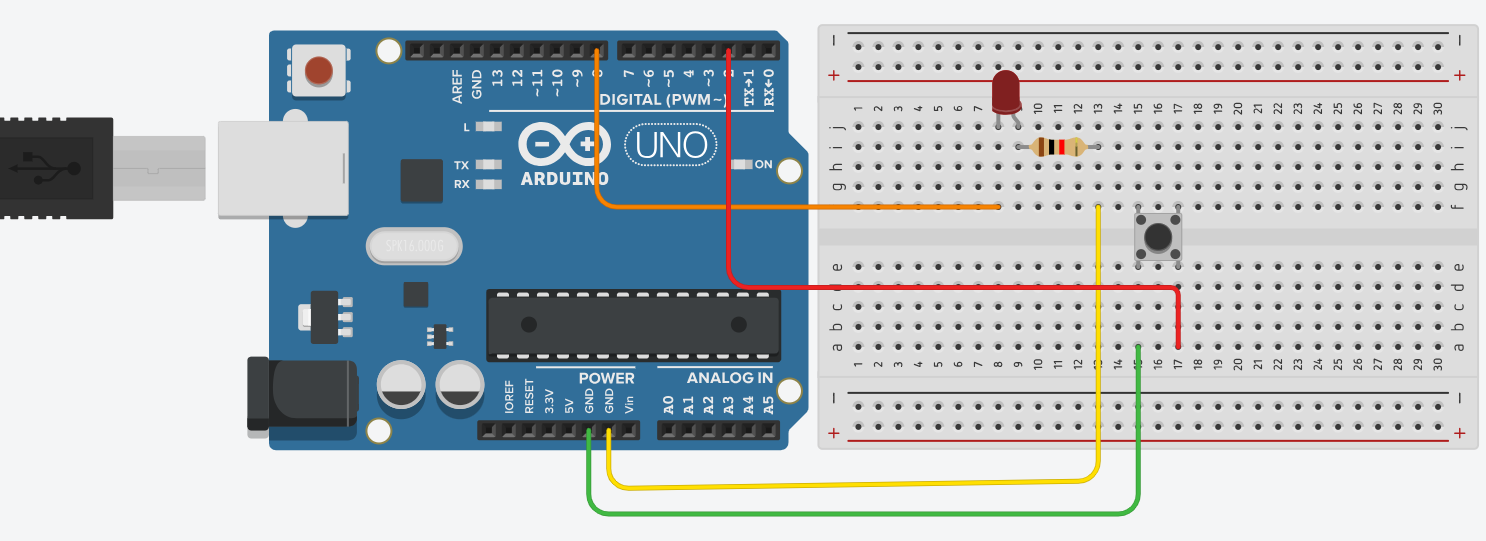 AREF GND 13 12 ~11 ~10 ~9 8 7 ~6 ~5 4 ~3 2 TX→1 RX←0
DIGITAL (PWM~)
L
TX
RX
UNO
ON
ARDUINO
SPK16.000G
POWER
ANALOG IN
IOREF RESET 3.3V 5V GND GND Vin A0 A1 A2 A3 A4 A5
− −
+ +
1 2 3 4 5 6 7 8 10 11 12 13 14 15 16 17 18 19 20 21 22 23 24 25 26 27 28 29 30
j j
i i
h h
g g
f f
e e
d d
c c
b b
a a
1 2 3 4 5 6 7 8 9 10 11 12 13 14 15 16 17 18 19 20 21 22 23 24 25 26 27 28 29 30
− −
+ +